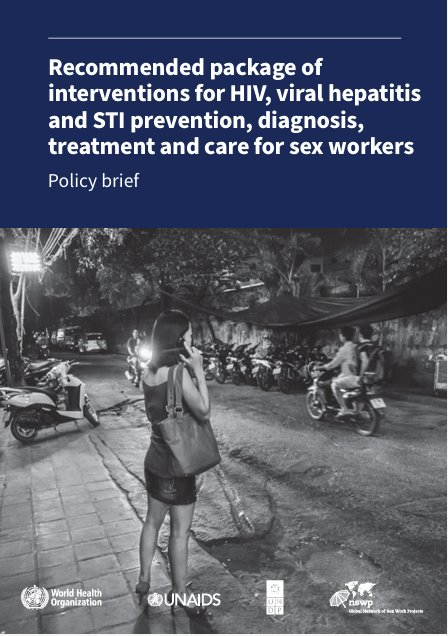 Recommended package of
interventions for HIV, viral hepatitis
and STI prevention, diagnosis,
treatment and care for sex workers
Policy brief
World Health
Organization
UNAIDS
U N
D P
nswp
Global Network of Sex Work Projects